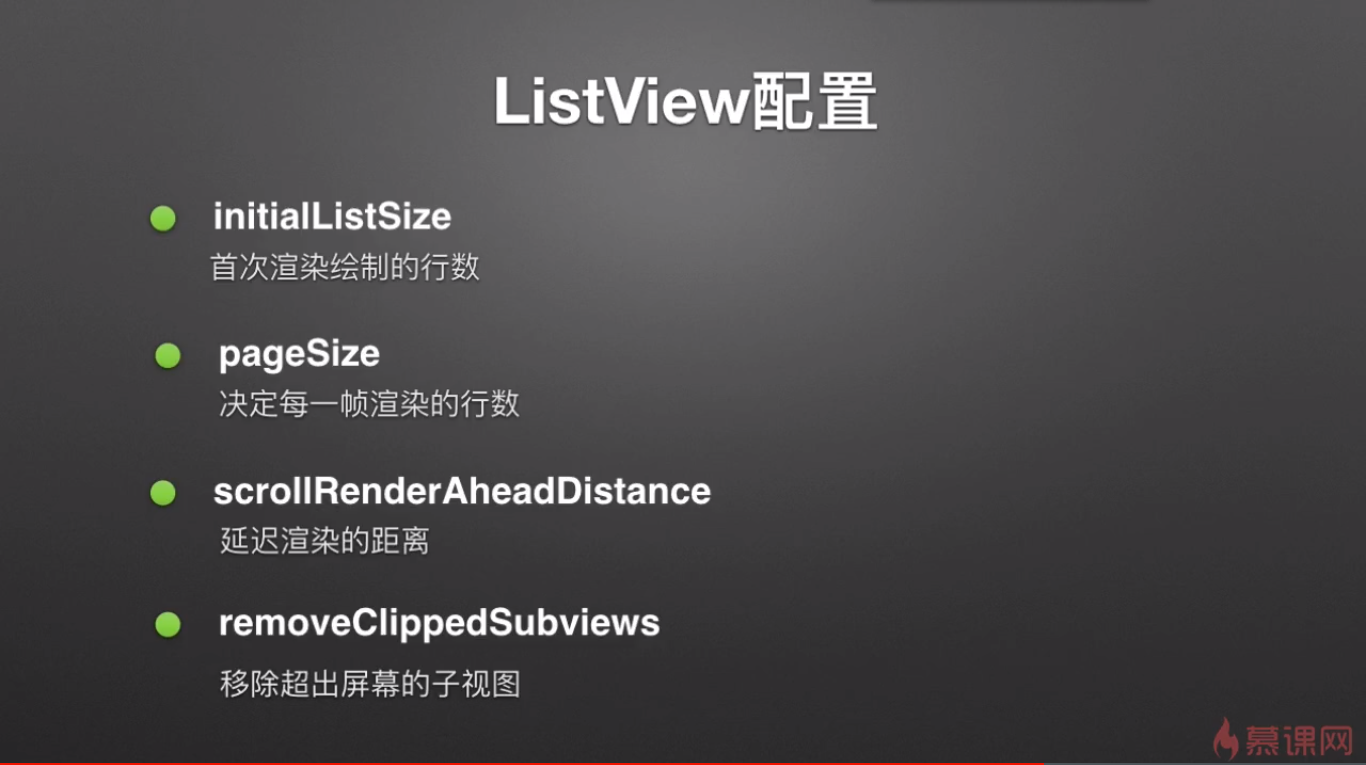 ListView配置
initialListSize
首次渲染绘制的行数
pageSize
决定每一帧渲染的行数
scrollRenderAheadDistance
延迟渲染的距离
removeClippedSubviews
移除超出屏幕的子视图
慕课网